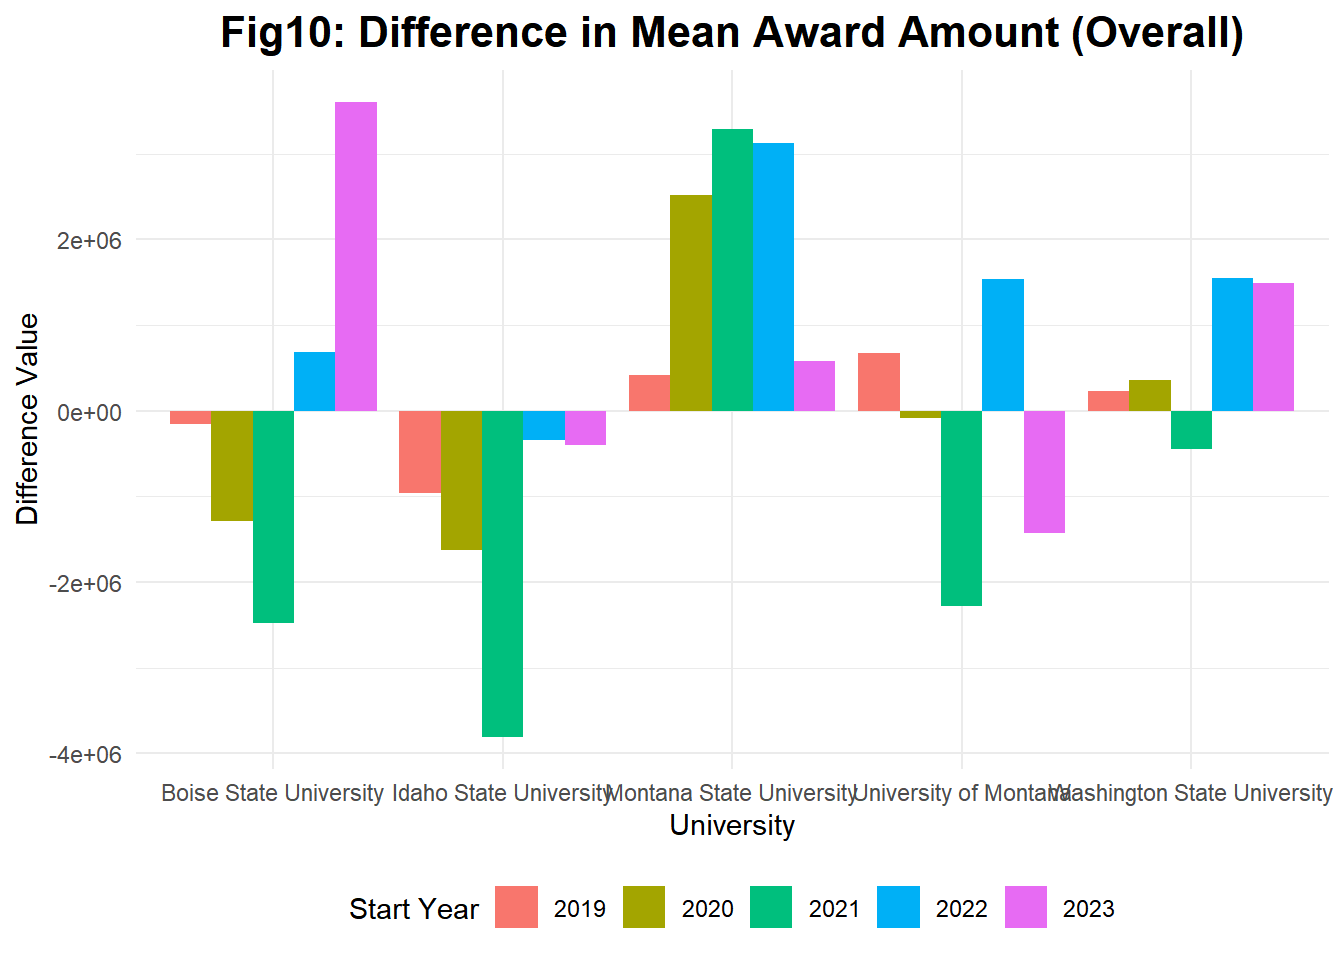 Fig10: Difference in Mean Award Amount (Overall)
Difference Value
2e+06
0e+00
-2e+06
-4e+06
Boise State University Idaho State University Montana State University University of Montana Washington State University
University
Start Year 2019 2020 2021 2022 2023